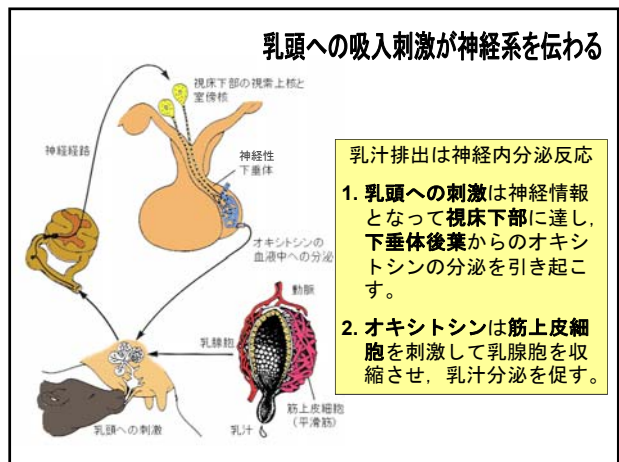 乳頭への吸入刺激が神経系を伝わる
視床下部の視索上核と
室傍核
神経経路
神経性
下垂体
オキシトシンの
血液中への分泌
動脈
乳腺胞
筋上皮細胞
(平滑筋)
乳汁
乳頭への刺激
乳汁排出は神経内分泌反応
1. 乳頭への刺激は神経情報
となって視床下部に達し,
下垂体後葉からのオキシ
トシンの分泌を引き起こ
す。
2. オキシトシンは筋上皮細
胞を刺激して乳腺胞を収
縮させ, 乳汁分泌を促す。